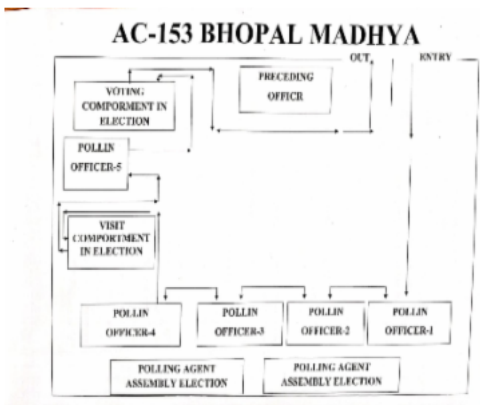 AC-153 BHOPAL MADHYA
OUT
ENTRY
VOTING
COMPORMENT IN
ELECTION
PRECEDING
OFFICR
POLLIN
OFFICER-5
VISIT
COMPORTMENT
IN ELECTION
POLLIN
OFFICER-4
POLLIN
OFFICER-3
POLLIN
OFFICER-2
POLLIN
OFFICER-1
POLLING AGENT
ASSEMBLY ELECTION
POLLING AGENT
ASSEMBLY ELECTION